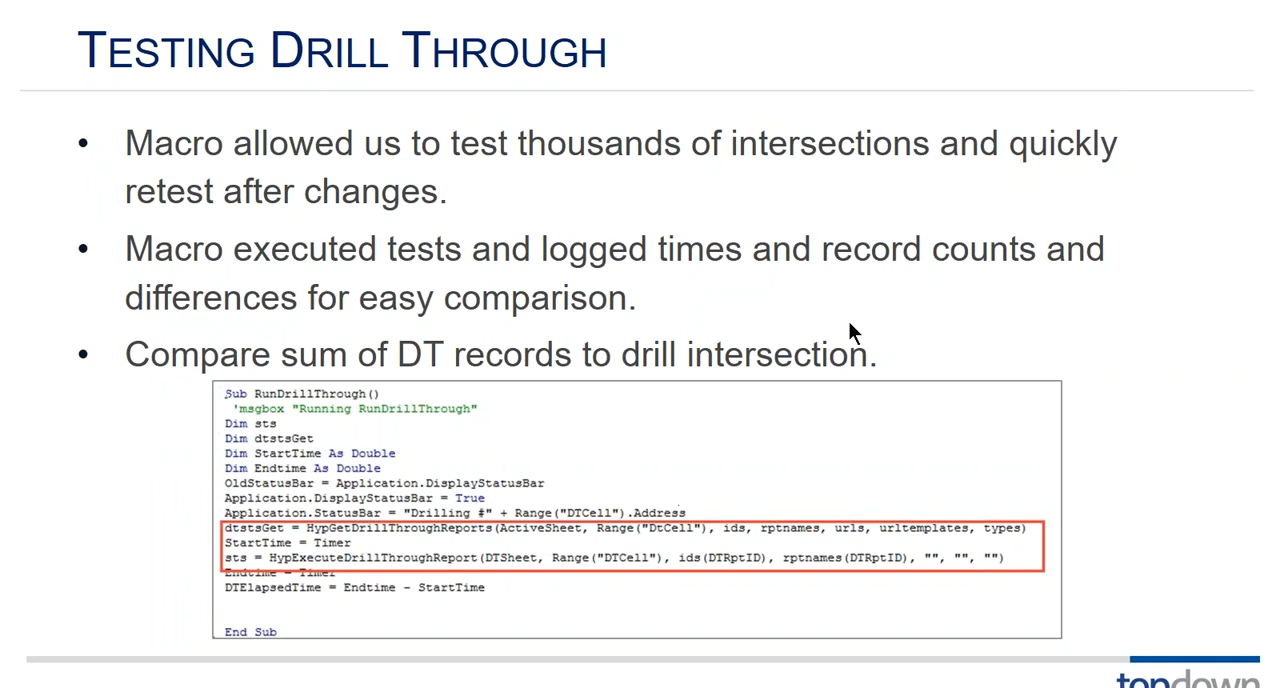 TESTING DRILL THROUGH
• Macro allowed us to test thousands of intersections and quickly
retest after changes.
• Macro executed tests and logged times and record counts and
differences for easy comparison.
• Compare sum of DT records to drill intersection.
Sub RunDrillThrough()
'msgbox "Running RunDrillThrough"
Dim sts
Dim dtstsGet
Dim StartTime As Double
Dim Endtime As Double
OldStatusBar = Application.DisplayStatusBar
Application.DisplayStatusBar = True
Application.StatusBar = "Drilling #" + Range("DTCell").Address
dtstsGet = HypGetDrillThroughReports(ActiveSheet, Range("DtCell"), ids, rptnames, urls, urltemplates, types)
StartTime = Timer
sts = HypExecuteDrillThroughReport(DTSheet, Range("DTCell"), ids(DTRptID), rptnames(DTRptID), "", "", "")
Endtime = Timer
DTElapsedTime = Endtime - StartTime
End Sub
topdown